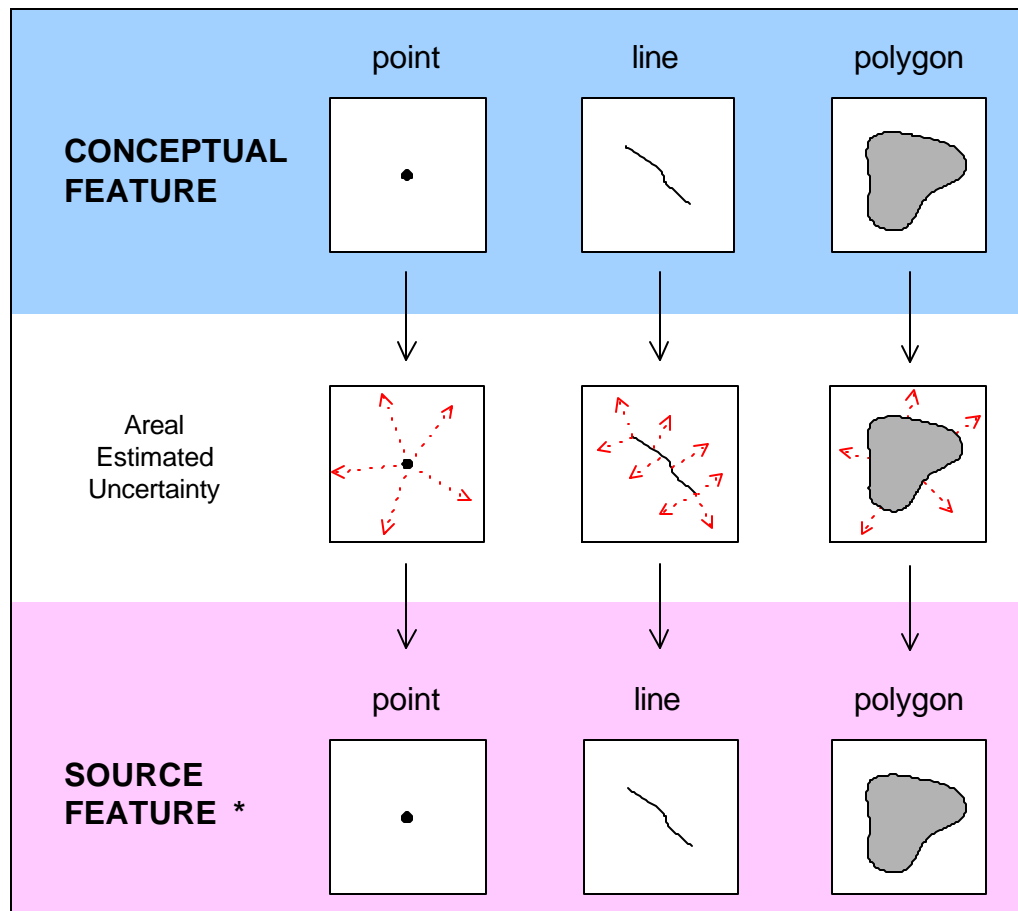 point line polygon
CONCEPTUAL
FEATURE
Areal
Estimated
Uncertainty
point line polygon
SOURCE
FEATURE *